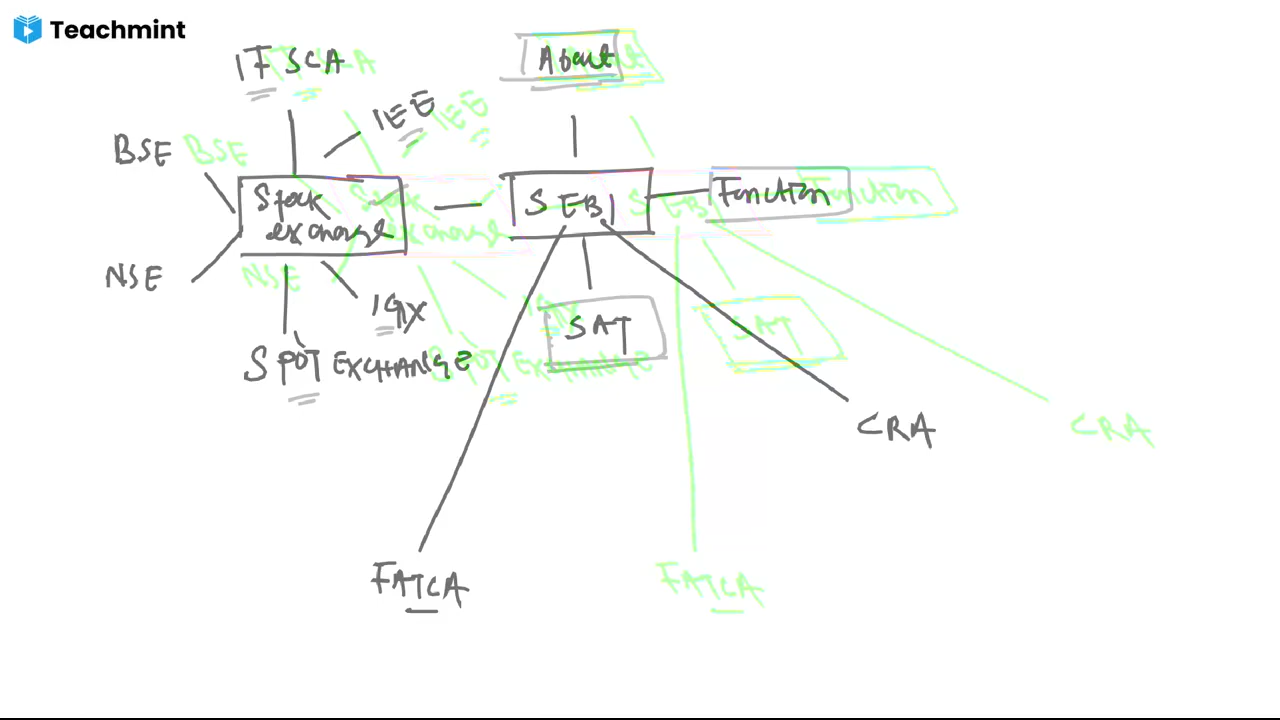 Teachmint
IFSCA
About
IEE
BSE
Stock
exchange
SEBI
Function
NSE
IGX
SAT
SPOT EXCHANGE
CRA
FATCA